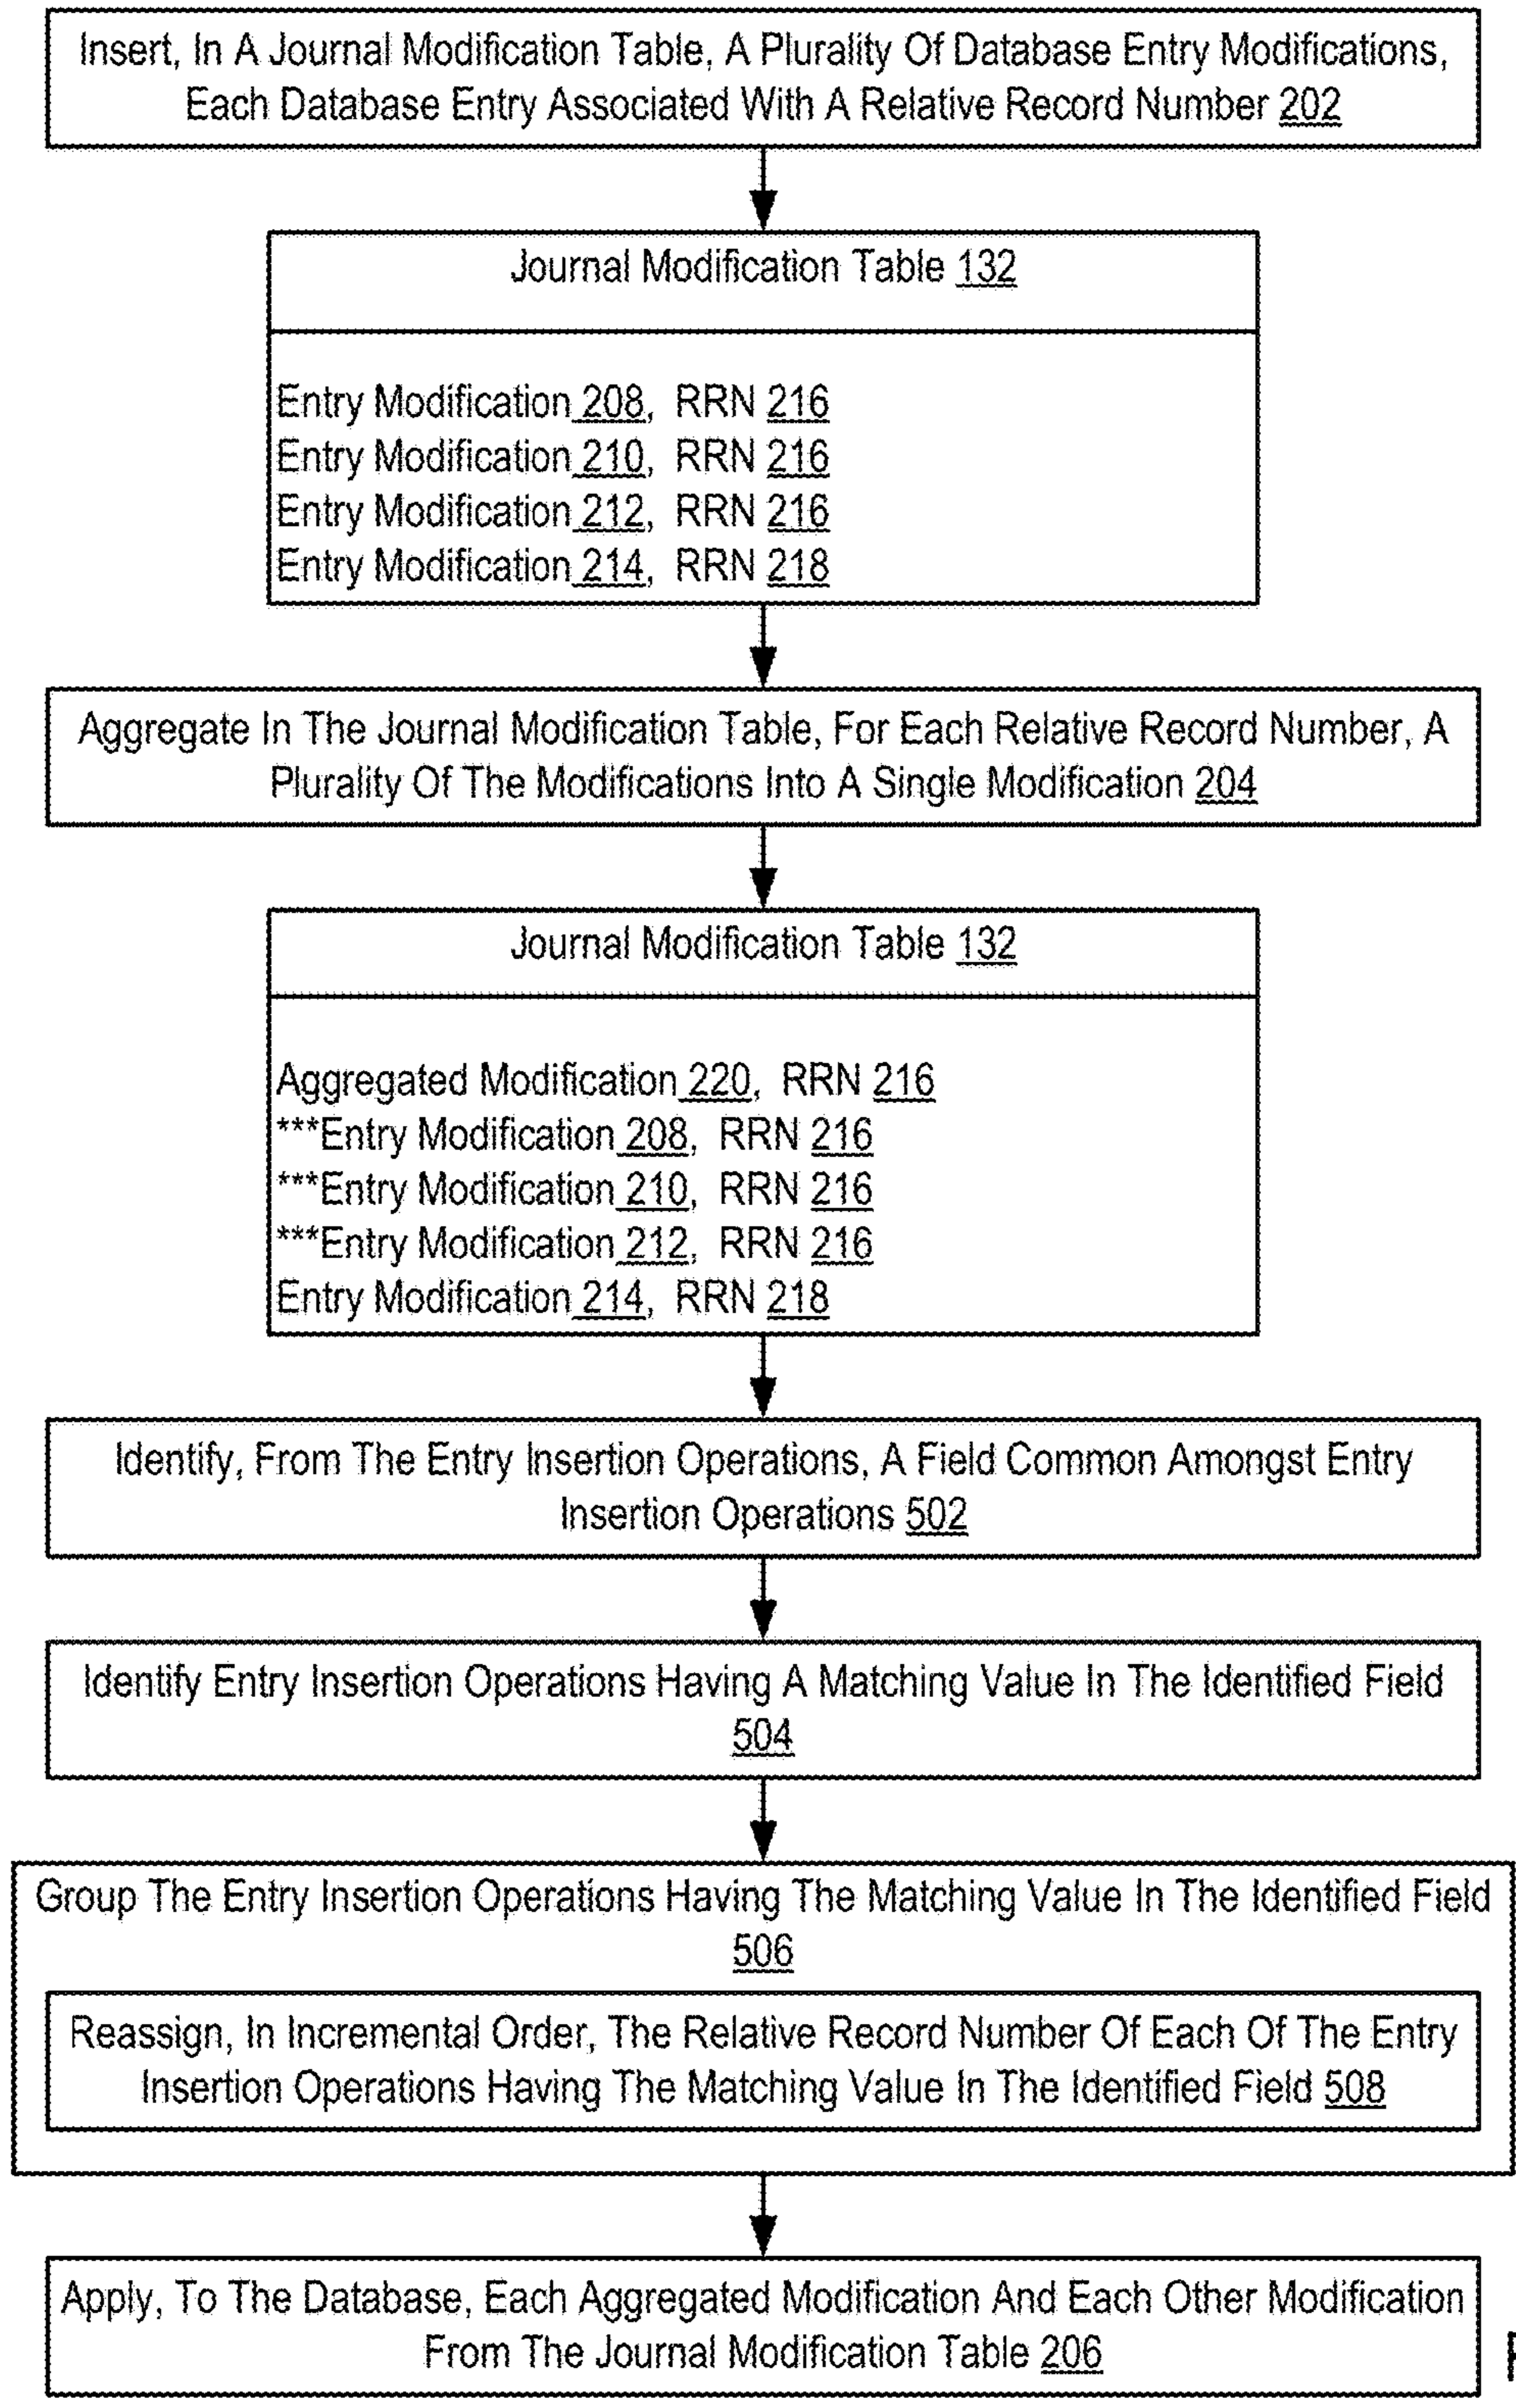 Insert, In A Journal Modification Table, A Plurality Of Database Entry Modifications,
Each Database Entry Associated With A Relative Record Number 202
Journal Modification Table 132
Entry Modification 208, RRN 216
Entry Modification 210, RRN 216
Entry Modification 212, RRN 216
Entry Modification 214, RRN 218
Aggregate In The Journal Modification Table, For Each Relative Record Number, A
Plurality Of The Modifications Into A Single Modification 204
Journal Modification Table 132
Aggregated Modification 220, RRN 216
***Entry Modification 208, RRN 216
***Entry Modification 210, RRN 216
***Entry Modification 212, RRN 216
Entry Modification 214, RRN 218
Identify, From The Entry Insertion Operations, A Field Common Amongst Entry
Insertion Operations 502
Identify Entry Insertion Operations Having A Matching Value In The Identified Field
504
Group The Entry Insertion Operations Having The Matching Value In The Identified Field
506
Reassign, In Incremental Order, The Relative Record Number Of Each Of The Entry
Insertion Operations Having The Matching Value In The Identified Field 508
Apply, To The Database, Each Aggregated Modification And Each Other Modification
From The Journal Modification Table 206